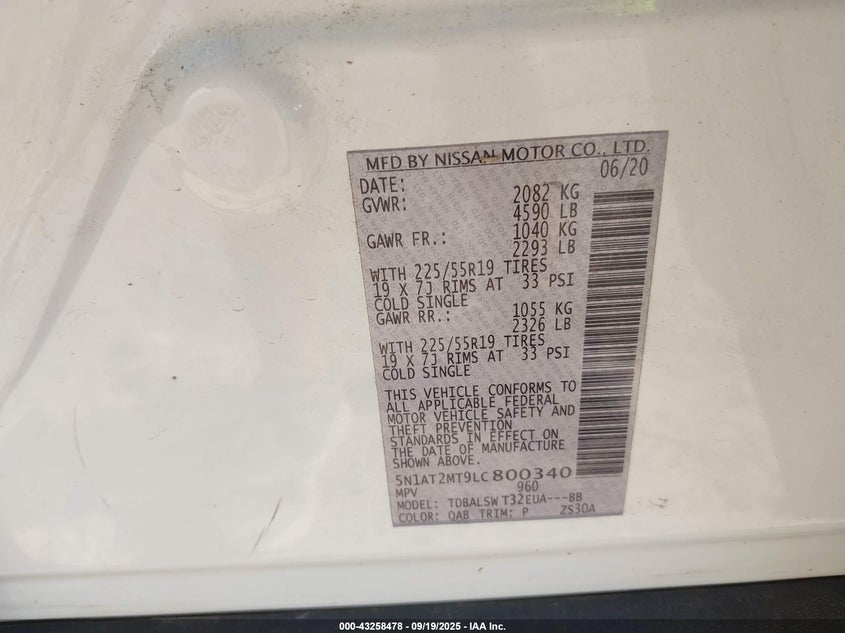 MFD BY NISSAN MOTOR CO., LTD.
DATE: 06/20
GVWR: 2082 KG
4590 LB
GAWR FR.: 1040 KG
2293 LB
WITH 225/55R19 TIRES
19 X 7J RIMS AT 33 PSI
COLD SINGLE
GAWR RR.: 1055 KG
2326 LB
WITH 225/55R19 TIRES
19 X 7J RIMS AT 33 PSI
COLD SINGLE
THIS VEHICLE CONFORMS TO
ALL APPLICABLE FEDERAL
MOTOR VEHICLE SAFETY AND
THEFT PREVENTION
STANDARDS IN EFFECT ON
THE DATE OF MANUFACTURE
SHOWN ABOVE.
5N1AT2MT9LC800340
MPV 960
MODEL: TDBALSW T32EUA---BB
COLOR: QAB TRIM: P ZS30A
000-43258478 - 09/19/2025 - IAA Inc.